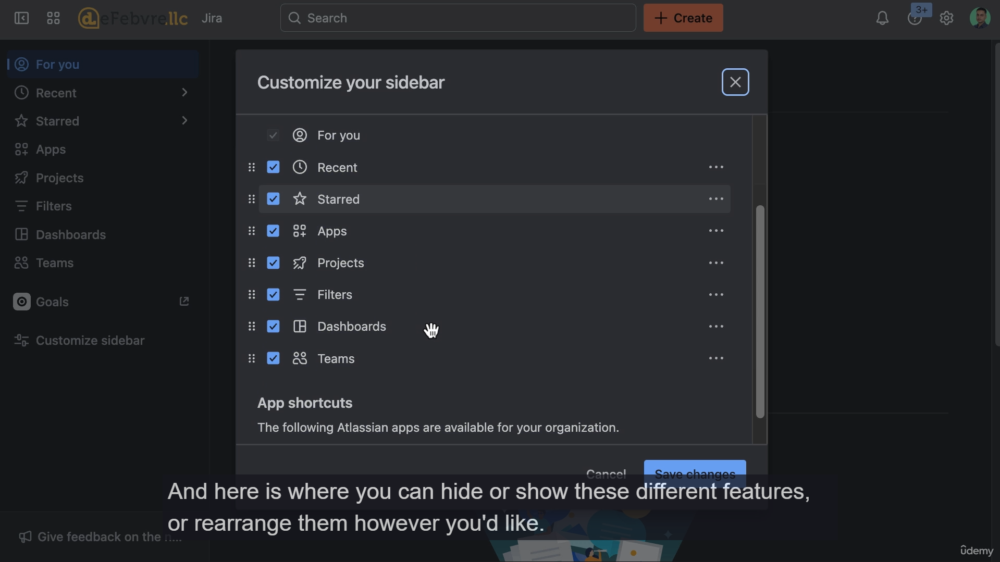 deFebvre.llc Jira
Search
Create
3+
For you
Recent
Starred
Apps
Projects
Filters
Dashboards
Teams
Goals
Customize sidebar
Give feedback on the n...
Customize your sidebar
For you
Recent
Starred
Apps
Projects
Filters
Dashboards
Teams
App shortcuts
The following Atlassian apps are available for your organization.
Cancel Save changes
And here is where you can hide or show these different features,
or rearrange them however you'd like.
ûdemy